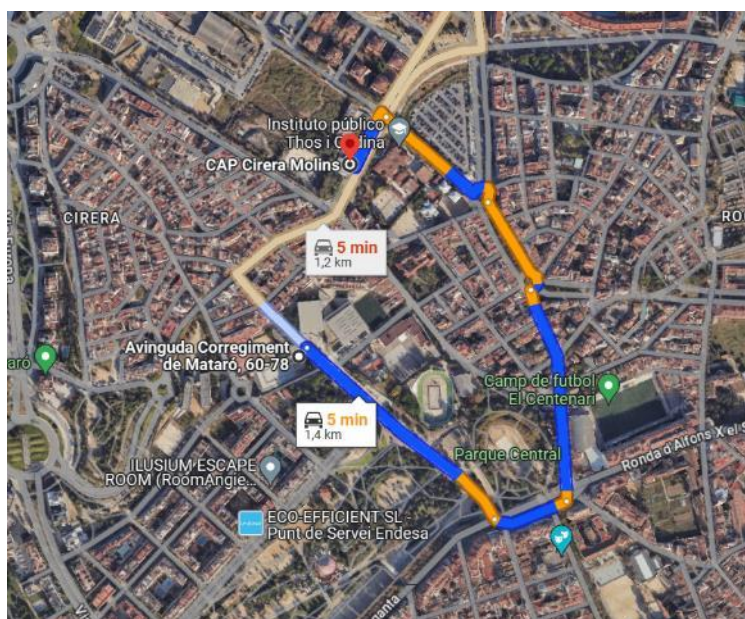 Instituto público
Thos i Codina
CAP Cirera Molins
CIRERA
RO
5 min
1,2 km
Avinguda Corregiment
de Mataró, 60-78
aró
Camp de futbol
El Centenari
5 min
1,4 km
Parque Central
Ronda d'Alfons X el S
ILUSIUM ESCAPE
ROOM (RoomAngie...
ECO-EFFICIENT SL -
Punt de Servei Endesa